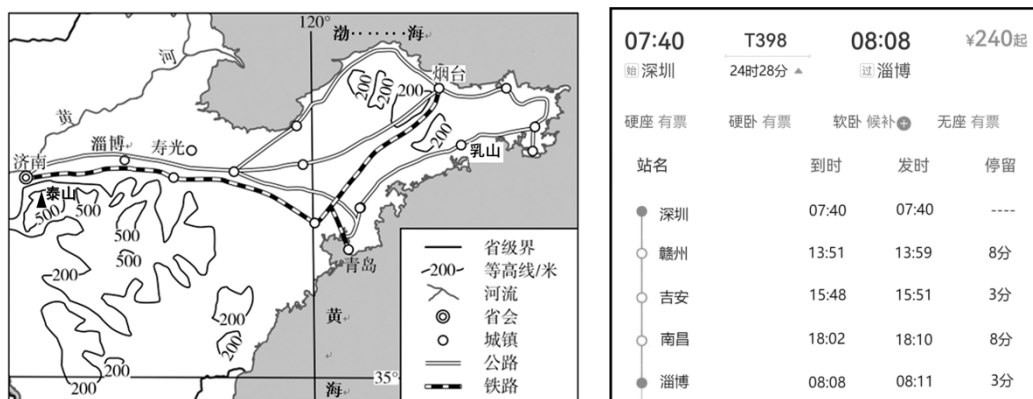 120°
渤······海
河
烟台
200
200
200
黄
200
淄博
寿光
乳山
济南
泰山
500
500
500
500
200
青岛
200
200
200
200
黄
海
35°
省级界
200 等高线/米
河流
省会
城镇
公路
铁路
07:40 T398 08:08 ¥240起
始 深圳 24时28分 过 淄博
硬座 有票 硬卧 有票 软卧 候补 无座 有票
站名 到时 发时 停留
深圳 07:40 07:40 ----
赣州 13:51 13:59 8分
吉安 15:48 15:51 3分
南昌 18:02 18:10 8分
淄博 08:08 08:11 3分